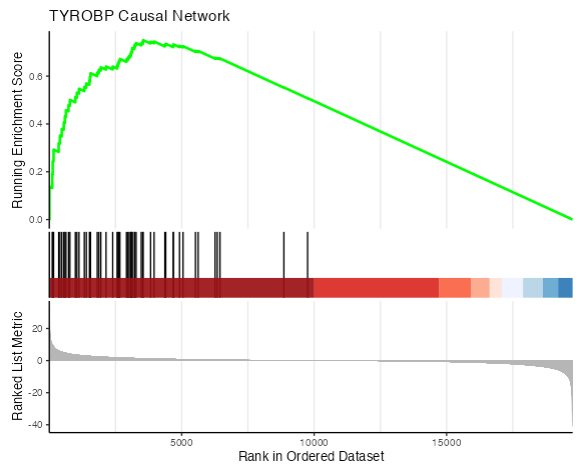 TYROBP Causal Network
Running Enrichment Score
0.6
0.4
0.2
0.0
Ranked List Metric
20
0
-20
-40
5000 10000 15000
Rank in Ordered Dataset